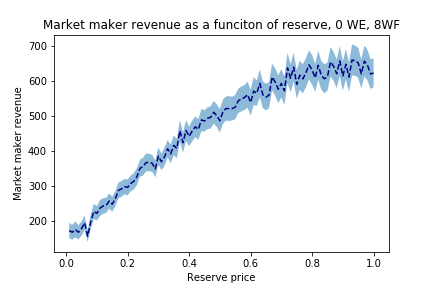 Market maker revenue as a funciton of reserve, 0 WE, 8WF
700
600
500
400
300
200
Market maker revenue
0.0 0.2 0.4 0.6 0.8 1.0
Reserve price